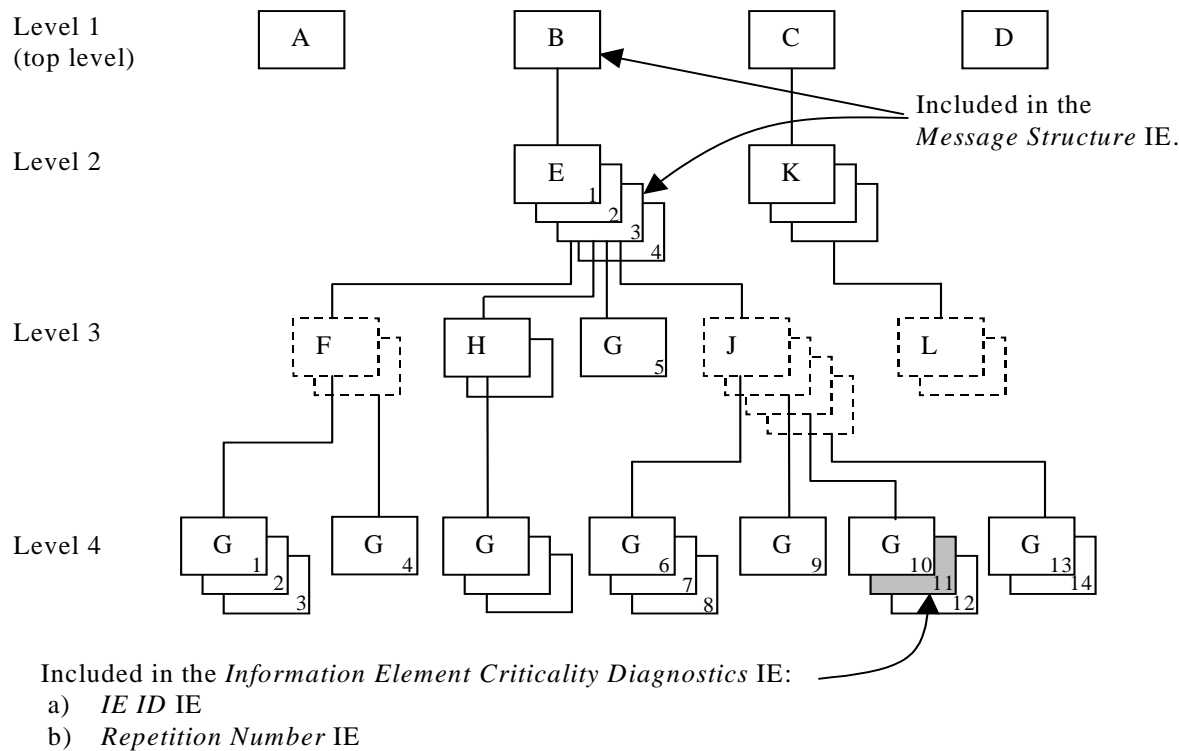 Level 1
(top level)
A
B
C
D
Included in the
Message Structure IE.
Level 2
E
1
2
3
4
K
Level 3
F
H
G
5
J
L
Level 4
G
1
2
3
G
4
G
G
6
7
8
G
9
G
10
11
12
G
13
14
Included in the Information Element Criticality Diagnostics IE:
a) IE ID IE
b) Repetition Number IE